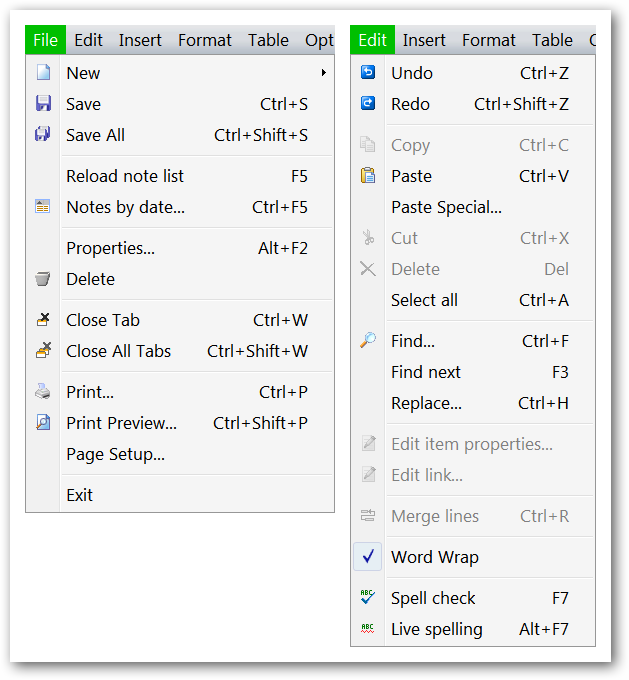 File Edit Insert Format Table Opt
New
Save Ctrl+S
Save All Ctrl+Shift+S
Reload note list F5
Notes by date... Ctrl+F5
Properties... Alt+F2
Delete
Close Tab Ctrl+W
Close All Tabs Ctrl+Shift+W
Print... Ctrl+P
Print Preview... Ctrl+Shift+P
Page Setup...
Exit
Edit Insert Format Table
Undo Ctrl+Z
Redo Ctrl+Shift+Z
Copy Ctrl+C
Paste Ctrl+V
Paste Special...
Cut Ctrl+X
Delete Del
Select all Ctrl+A
Find... Ctrl+F
Find next F3
Replace... Ctrl+H
Edit item properties...
Edit link...
Merge lines Ctrl+R
Word Wrap
ABC Spell check F7
ABC Live spelling Alt+F7